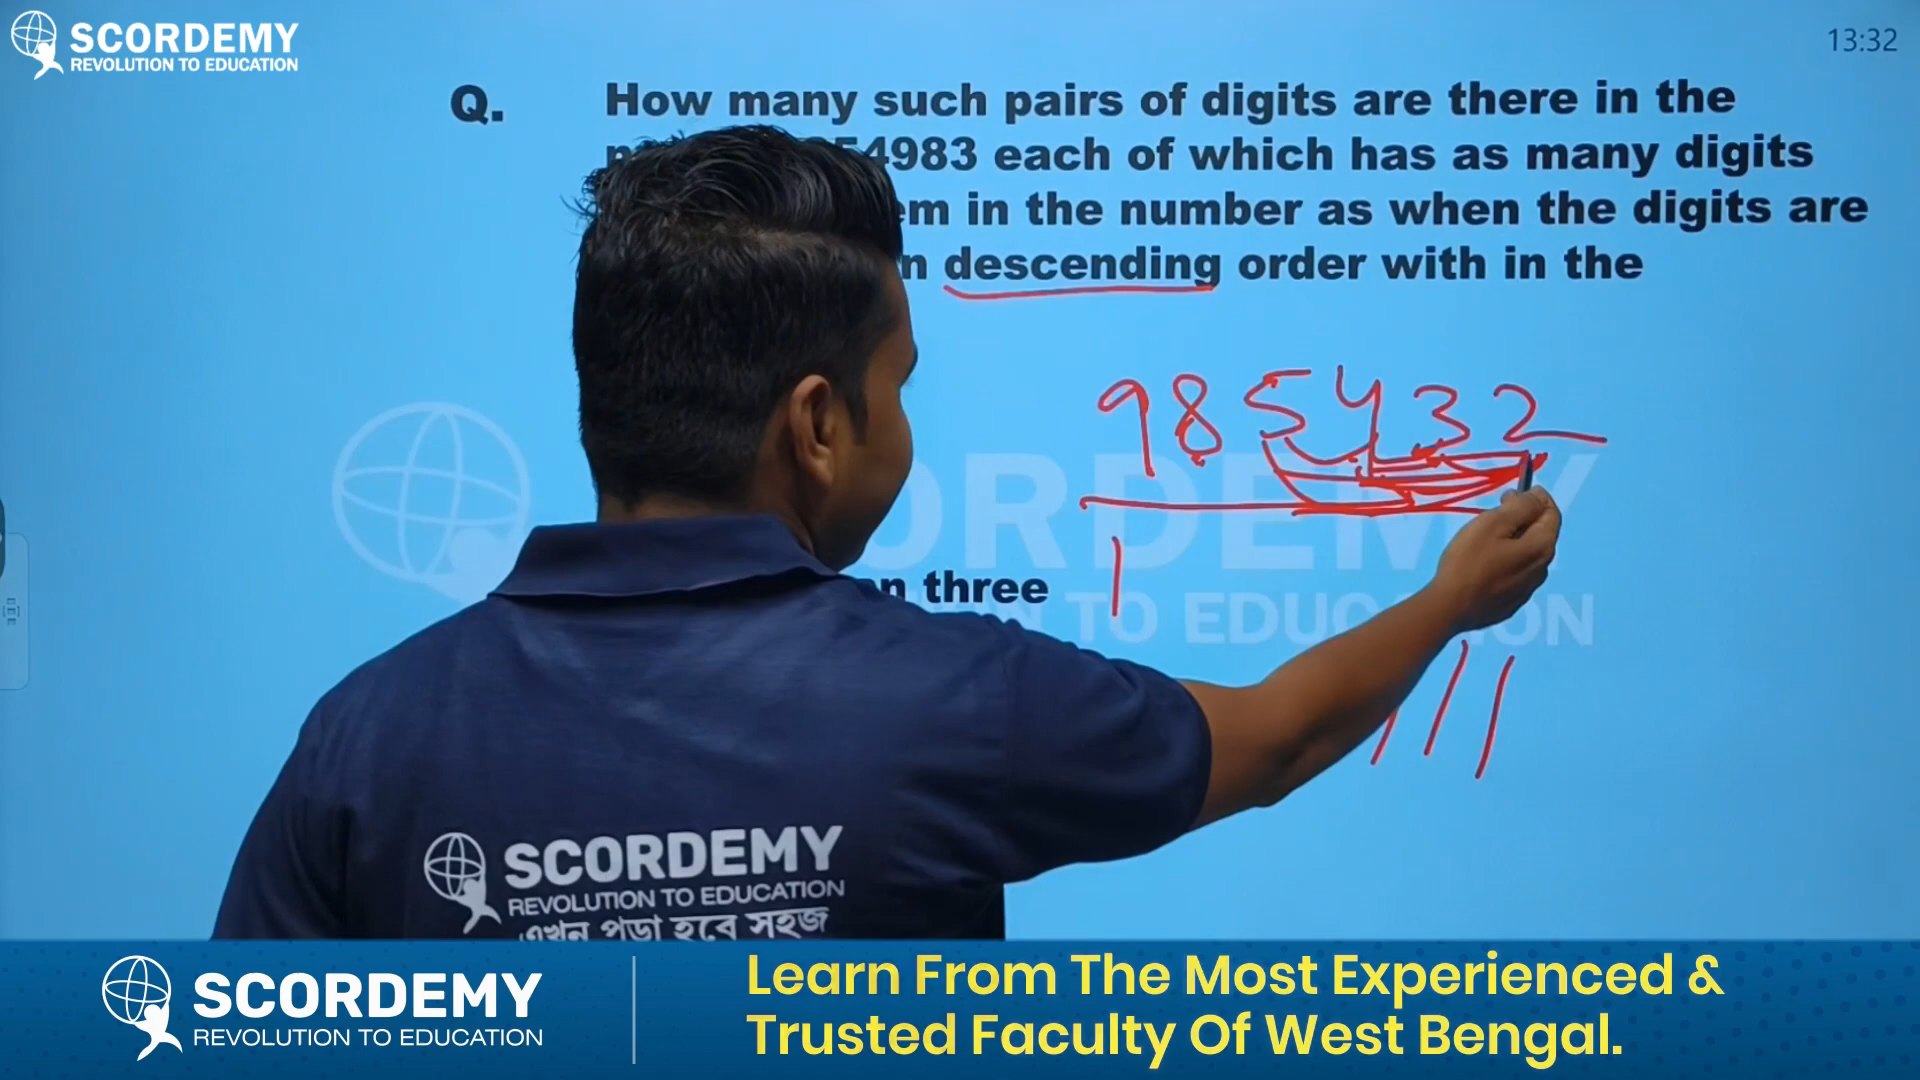 SCORDEMY
REVOLUTION TO EDUCATION
13:32
Q. How many such pairs of digits are there in the
54983 each of which has as many digits
in the number as when the digits are
descending order with in the
985432
three
TO
SCORDEMY
REVOLUTION TO EDUCATION
এখন পড়া হবে সহজ
SCORDEMY
REVOLUTION TO EDUCATION
Learn From The Most Experienced &
Trusted Faculty Of West Bengal.